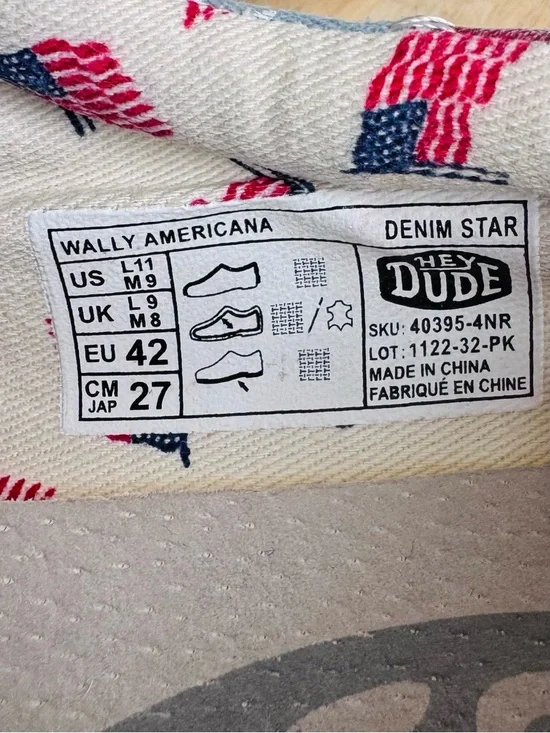 WALLY AMERICANA
DENIM STAR
US L11
M9
UK L 9
M8
EU 42
CM 27
JAP
HEY
DUDE
SKU: 40395-4NR
LOT: 1122-32-PK
MADE IN CHINA
FABRIQUÉ EN CHINE